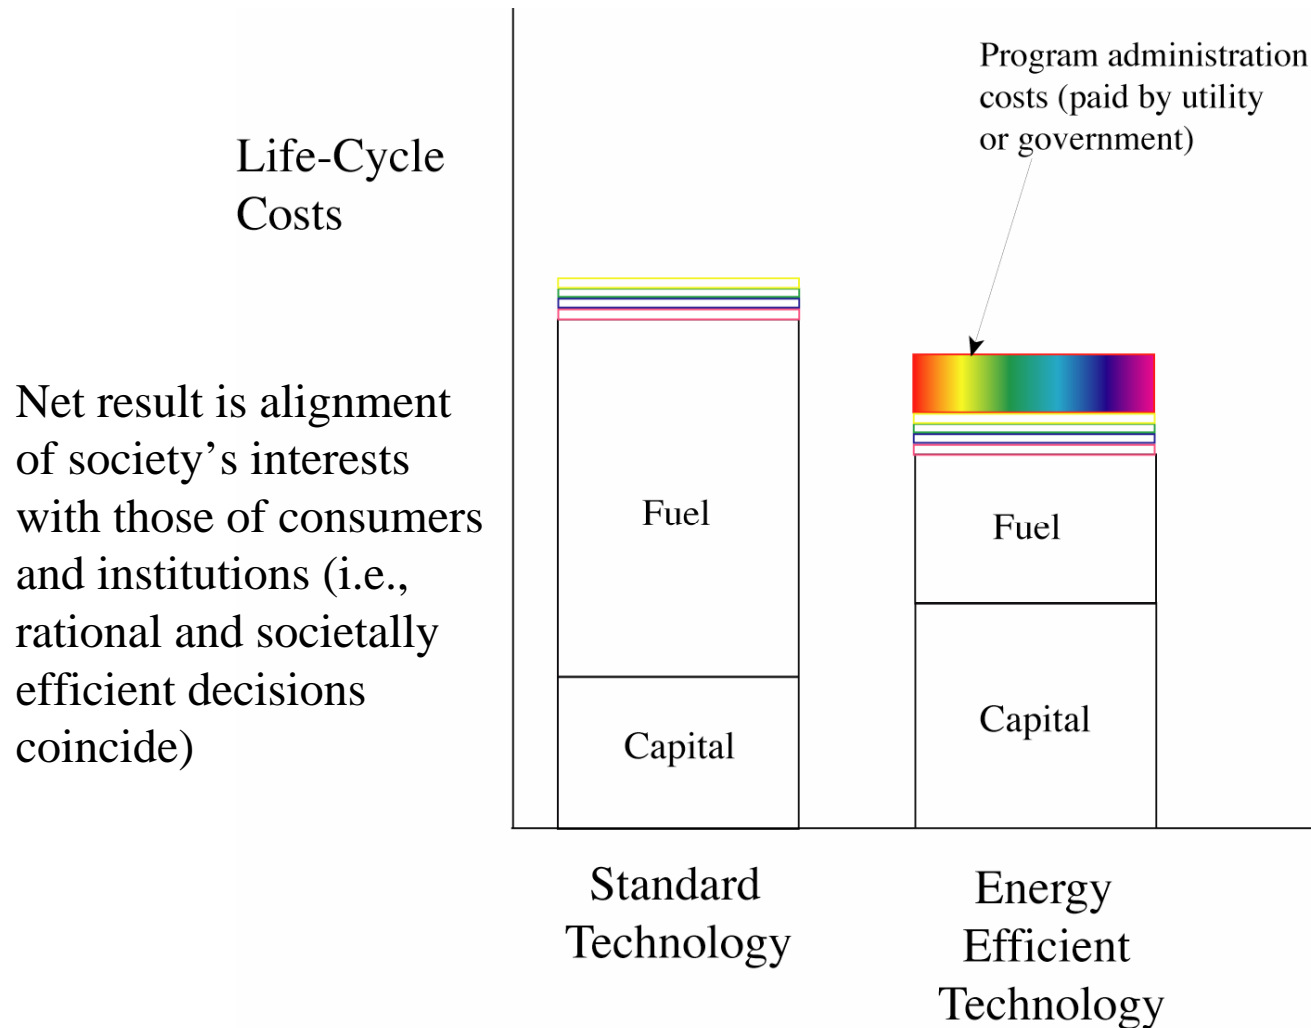 Program administration
costs (paid by utility
or government)
Life-Cycle
Costs
Net result is alignment
of society’s interests
with those of consumers
and institutions (i.e.,
rational and societally
efficient decisions
coincide)
Fuel
Capital
Fuel
Capital
Standard
Technology
Energy
Efficient
Technology